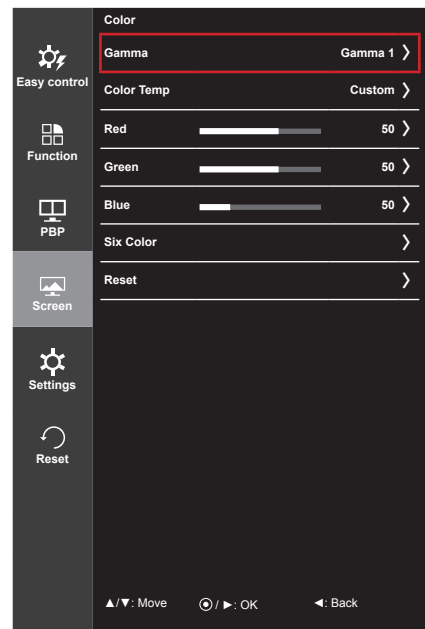 Color
Gamma Gamma 1
Color Temp Custom
Red 50
Green 50
Blue 50
Six Color
Reset
Easy control
Function
PBP
Screen
Settings
Reset
▲/▼: Move ⦿ / ►: OK ◄: Back